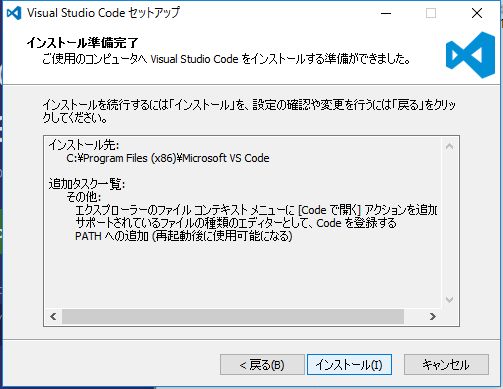 Visual Studio Code セットアップ
インストール準備完了
ご使用のコンピュータへ Visual Studio Code をインストールする準備ができました。
インストールを続行するには「インストール」を、設定の確認や変更を行うには「戻る」をクリッ
クしてください。
インストール先:
C:¥Program Files (x86)¥Microsoft VS Code
追加タスク一覧:
その他:
エクスプローラーのファイル コンテキスト メニューに [Code で開く] アクションを追加
サポートされているファイルの種類のエディターとして、Code を登録する
PATH への追加 (再起動後に使用可能になる)
< 戻る(B)
インストール(I)
キャンセル